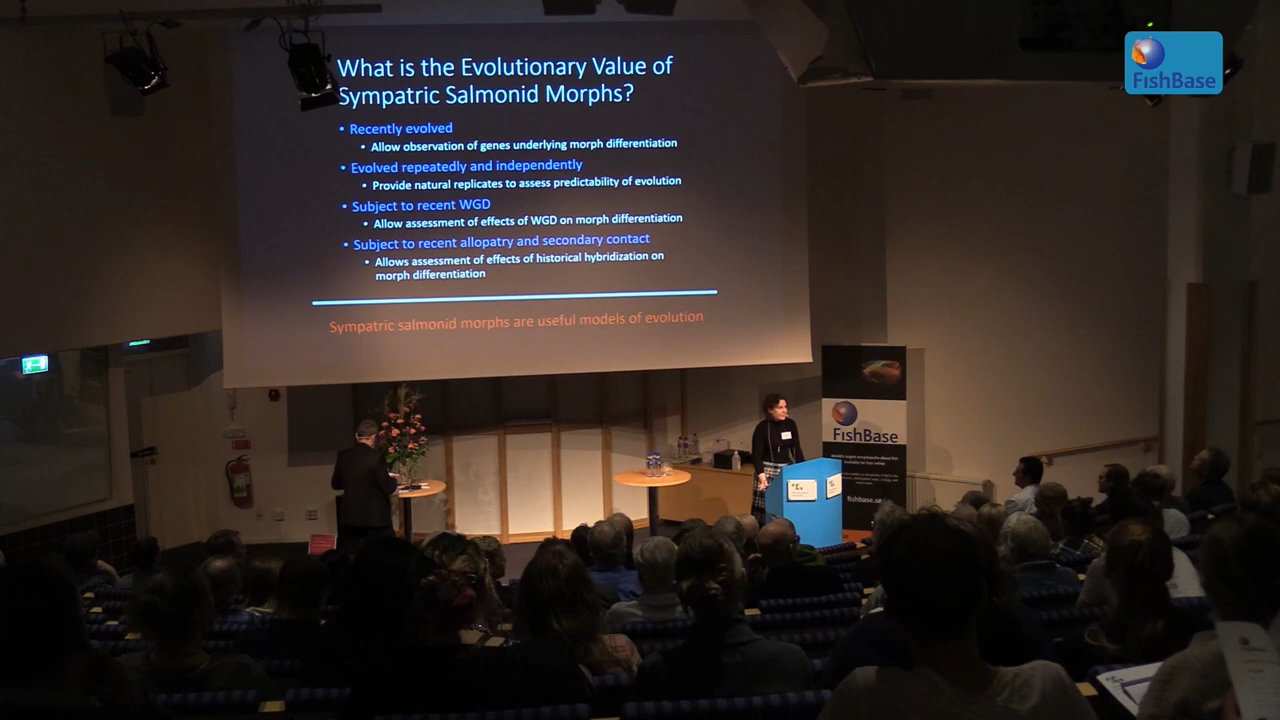 What is the Evolutionary Value of
Sympatric Salmonid Morphs?
• Recently evolved
• Allow observation of genes underlying morph differentiation
• Evolved repeatedly and independently
• Provide natural replicates to assess predictability of evolution
• Subject to recent WGD
• Allow assessment of effects of WGD on morph differentiation
• Subject to recent allopatry and secondary contact
• Allows assessment of effects of historical hybridization on
morph differentiation
Sympatric salmonid morphs are useful models of evolution
FishBase
FishBase
fishbase.se